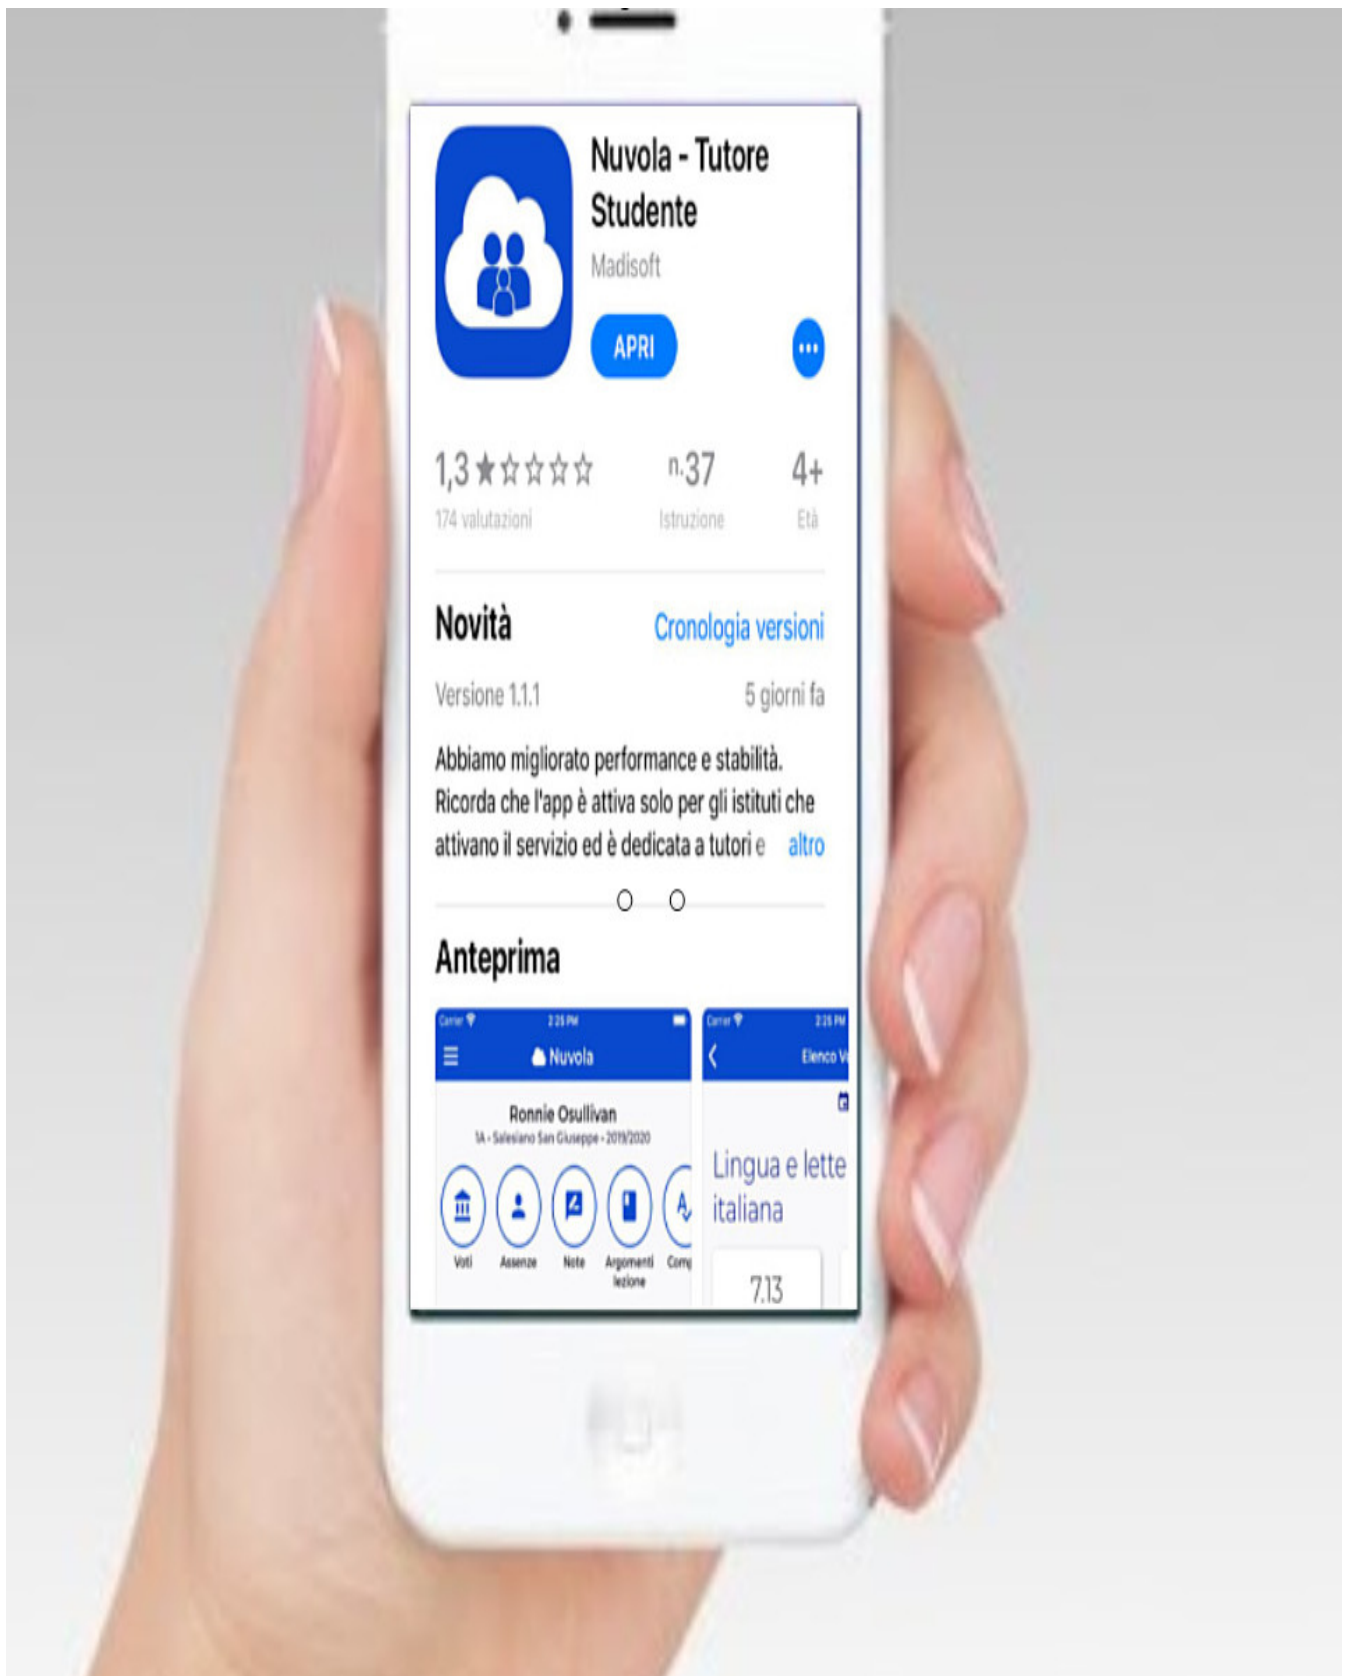 Nuvola - Tutore
Studente
Madisoft
APRI
1,3
n.37
4+
174 valutazioni
Istruzione
Età
Novità
Cronologia versioni
Versione 1.1.1
5 giorni fa
Abbiamo migliorato performance e stabilità.
Ricorda che l'app è attiva solo per gli istituti che
attivano il servizio ed è dedicata a tutori e altro
Anteprima
Carrier 2:25 PM
Nuvola
Ronnie Osullivan
1A - Salesiano San Giuseppe - 2019/2020
Voti
Assenze
Note
Argomenti
lezione
Comp
Carrier 2:25 PM
Elenco Vo
Lingua e lette
italiana
7.13